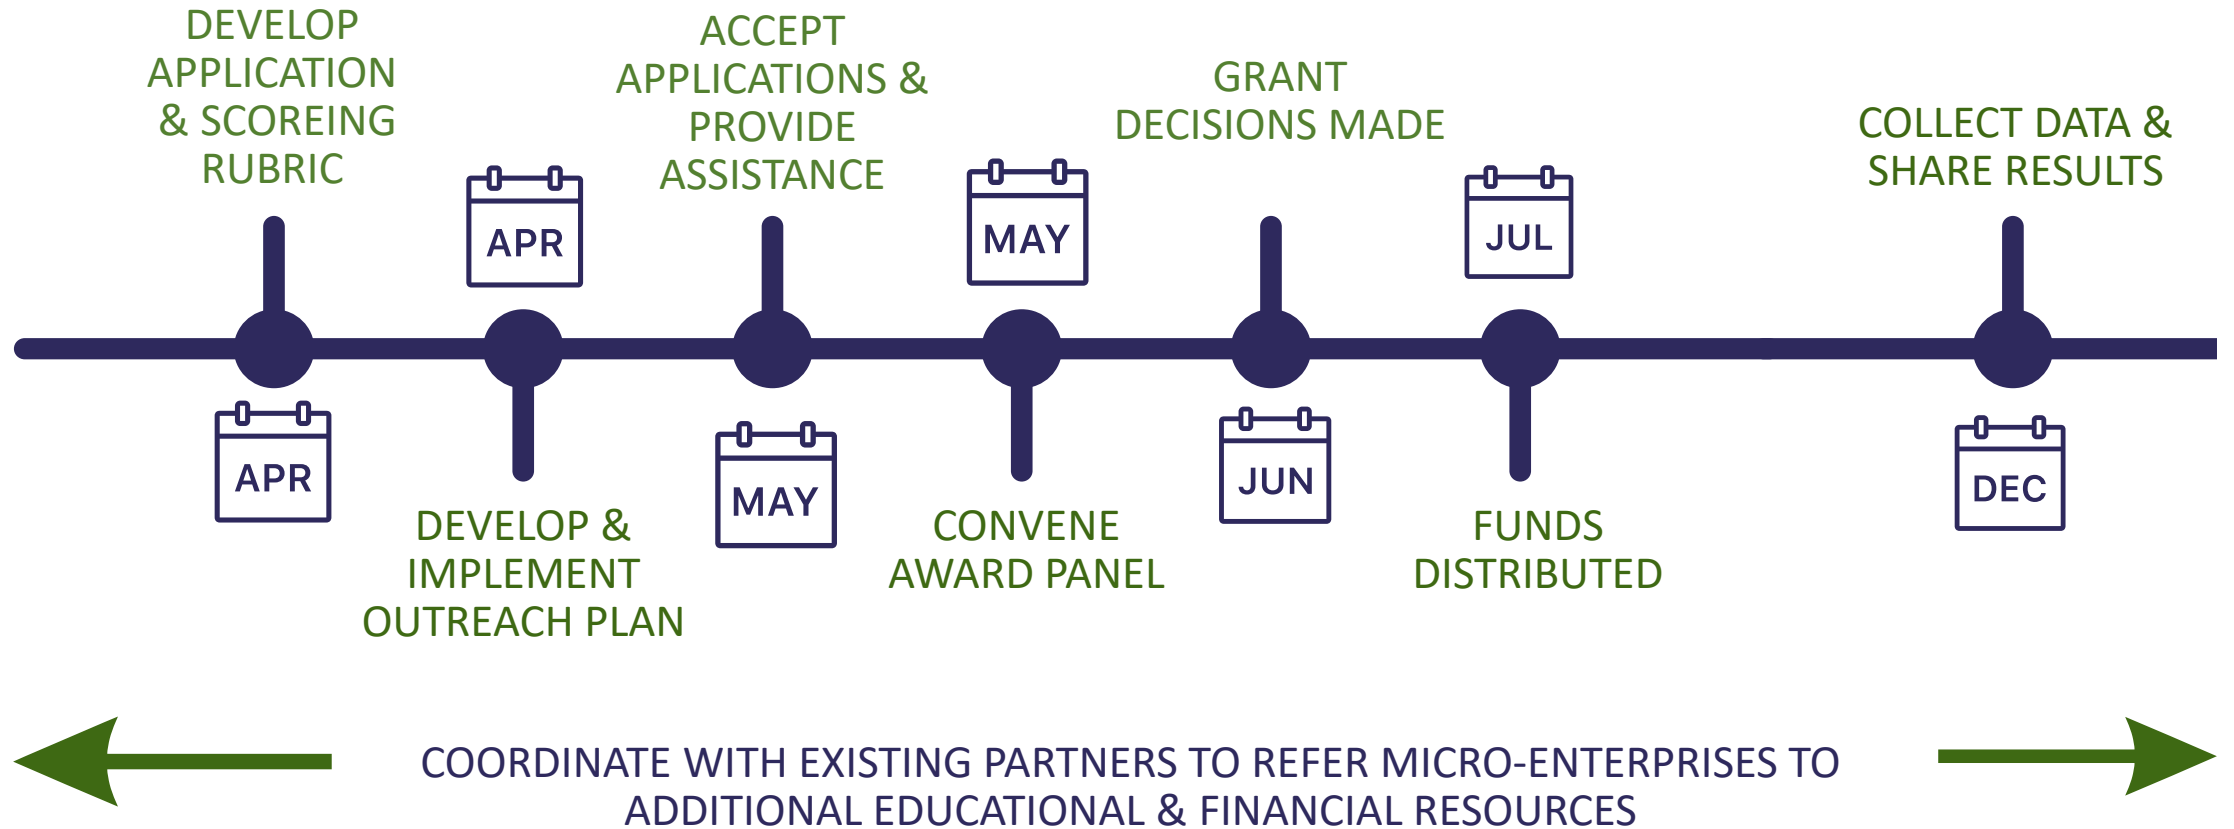 DEVELOP
APPLICATION
& SCOREING
RUBRIC
APR
APR
DEVELOP &
IMPLEMENT
OUTREACH PLAN
ACCEPT
APPLICATIONS &
PROVIDE
ASSISTANCE
MAY
MAY
CONVENE
AWARD PANEL
GRANT
DECISIONS MADE
JUN
JUL
FUNDS
DISTRIBUTED
COLLECT DATA &
SHARE RESULTS
DEC
COORDINATE WITH EXISTING PARTNERS TO REFER MICRO-ENTERPRISES TO
ADDITIONAL EDUCATIONAL & FINANCIAL RESOURCES